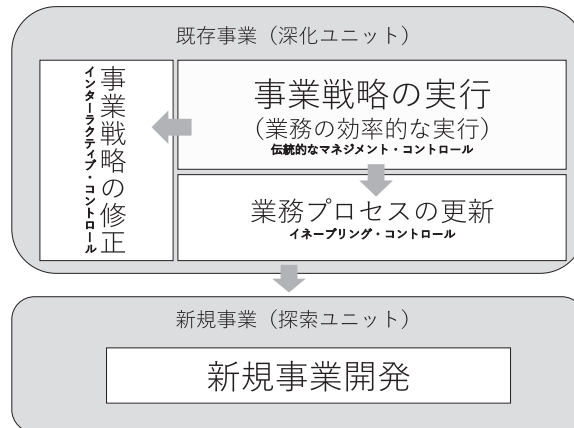 既存事業（深化ユニット）
事業戦略の修正
インターラクティブ・コントロール
事業戦略の実行
（業務の効率的な実行）
伝統的なマネジメント・コントロール
業務プロセスの更新
イネーブリング・コントロール
新規事業（探索ユニット）
新規事業開発